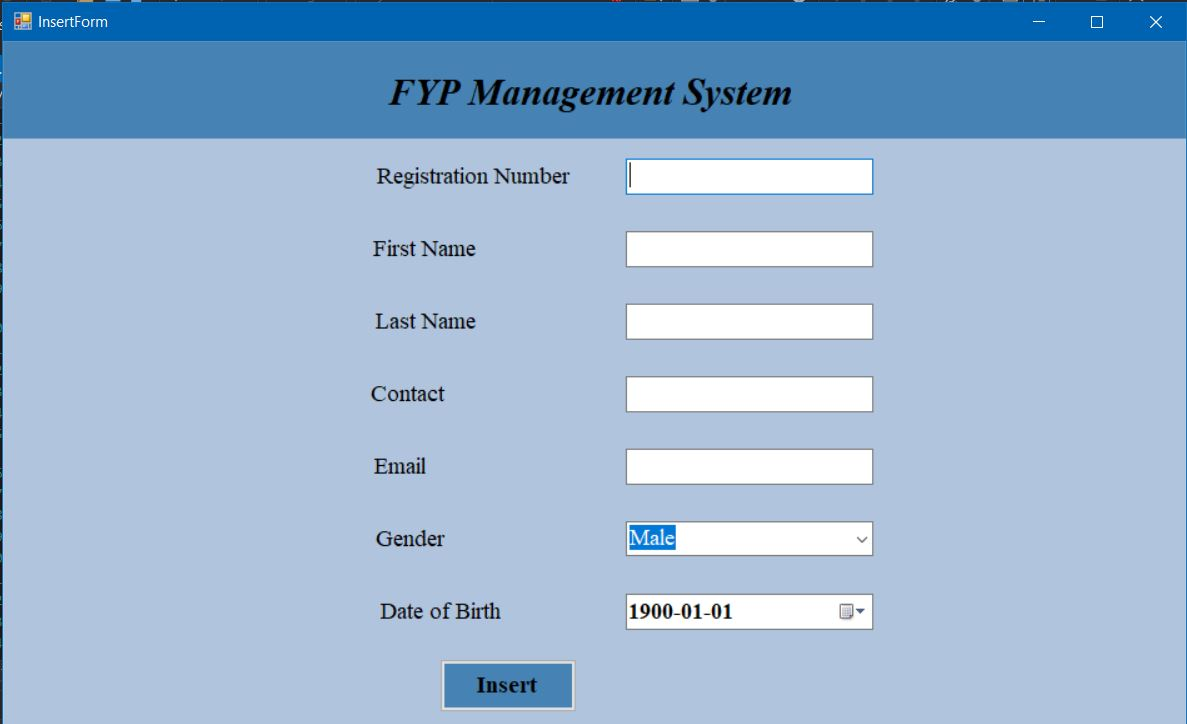 InsertForm
FYP Management System
Registration Number
First Name
Last Name
Contact
Email
Gender Male
Date of Birth 1900-01-01
Insert